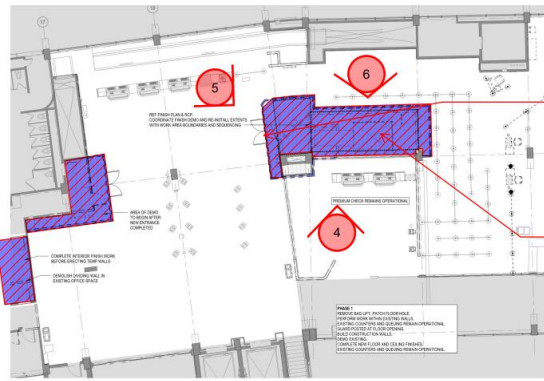 17
18
5
6
REF FINISH PLAN & RCP.
COORDINATE FINISH DEMO AND RE-INSTALL EXTENTS
WITH WORK AREA BOUNDARIES AND SEQUENCING
PREMIUM CHECK REMAINS OPERATIONAL
AREA OF DEMO
TO BEGIN AFTER
NEW ENTRANCE
COMPLETED
4
COMPLETE INTERIOR FINISH WORK
BEFORE ERECTING TEMP WALLS
DEMOLISH DIVIDING WALL IN
EXISTING OFFICE SPACE
PHASE 1
REMOVE BAG LIFT, PATCH FLOOR HOLE.
PERFORM WORK WITHIN EXISTING WALLS.
EXISTING COUNTERS AND QUEUING REMAIN OPERATIONAL.
GUARD POSTED AT FLOOR OPENING.
BUILD CONSTRUCTION WALLS.
DEMO EXISTING.
COMPLETE NEW FLOOR AND CEILING FINISHES.
EXISTING COUNTERS AND QUEUING REMAIN OPERATIONAL.